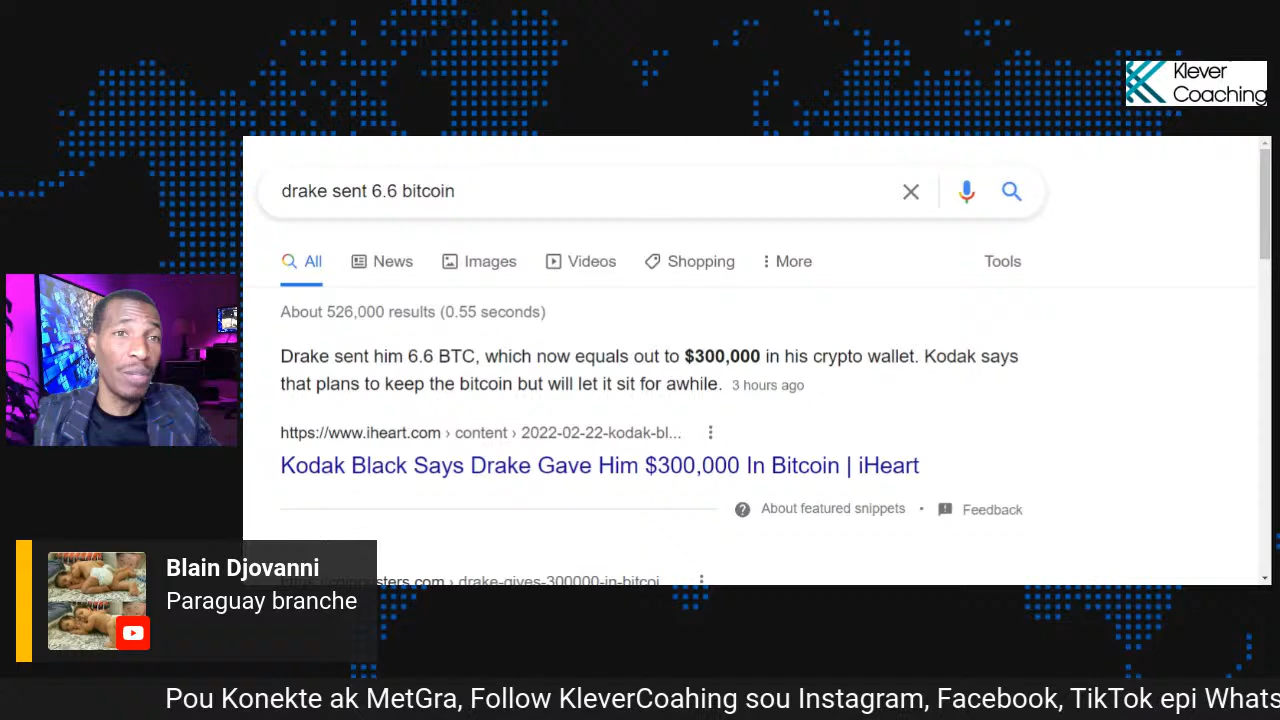 Klever
Coaching
drake sent 6.6 bitcoin
All News Images Videos Shopping More Tools
About 526,000 results (0.55 seconds)
Drake sent him 6.6 BTC, which now equals out to $300,000 in his crypto wallet. Kodak says
that plans to keep the bitcoin but will let it sit for awhile. 3 hours ago
https://www.iheart.com › content › 2022-02-22-kodak-bl...
Kodak Black Says Drake Gave Him $300,000 In Bitcoin | iHeart
About featured snippets • Feedback
drake-gives-300000-in-bitcoi
Blain Djovanni
Paraguay branche
Pou Konekte ak MetGra, Follow KleverCoahing sou Instagram, Facebook, TikTok epi Whats